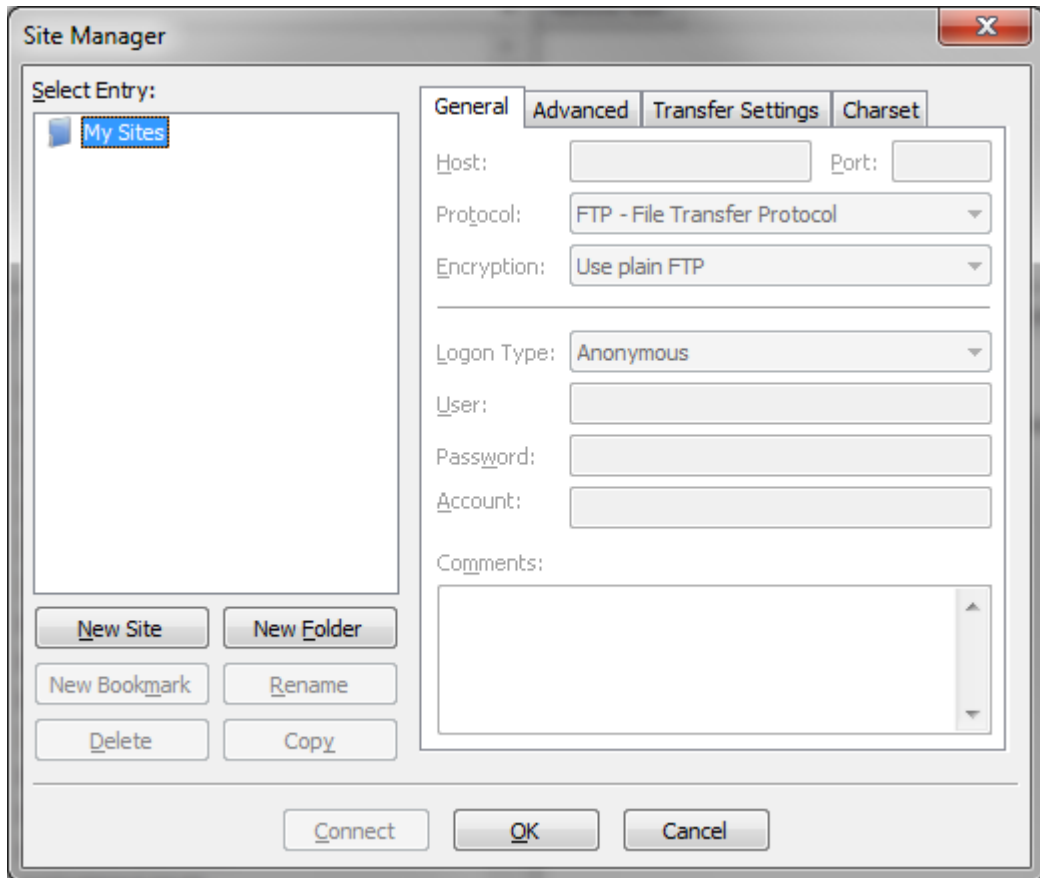 Site Manager
Select Entry:
My Sites
New Site New Folder
New Bookmark Rename
Delete Copy
General Advanced Transfer Settings Charset
Host: Port:
Protocol: FTP - File Transfer Protocol
Encryption: Use plain FTP
Logon Type: Anonymous
User:
Password:
Account:
Comments:
Connect OK Cancel